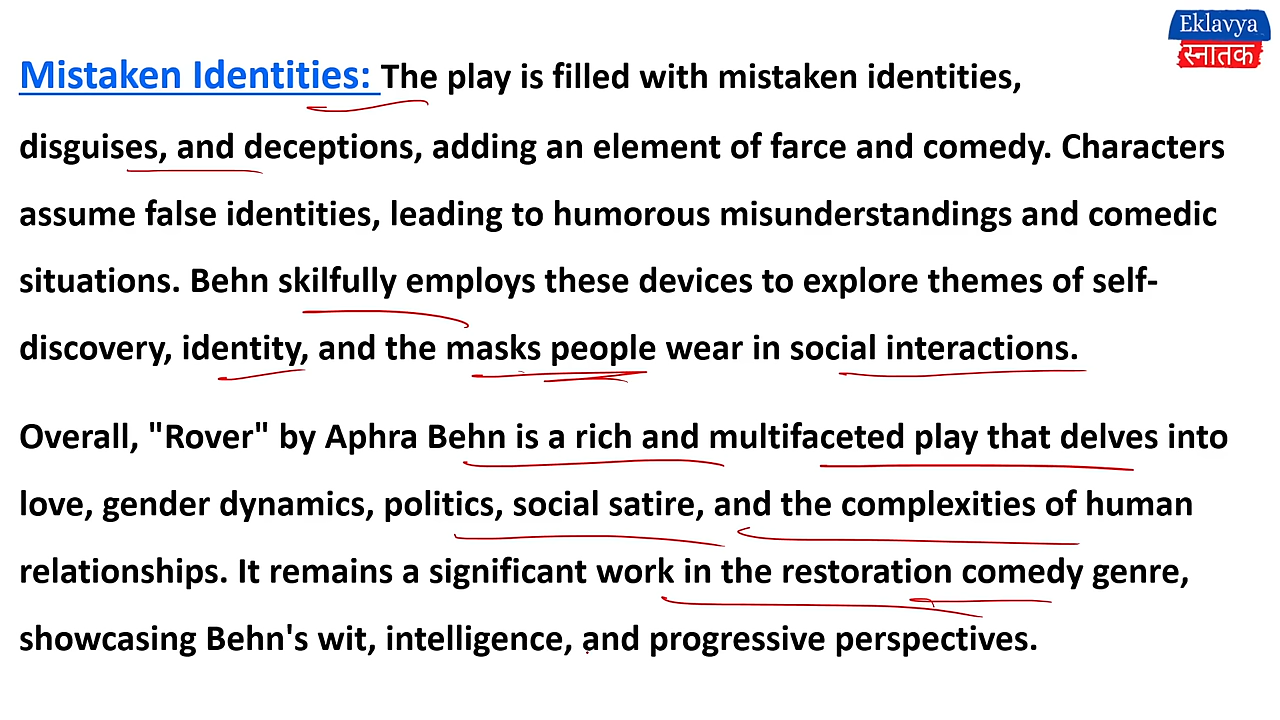 Eklavya
स्नातक
Mistaken Identities: The play is filled with mistaken identities,
disguises, and deceptions, adding an element of farce and comedy. Characters
assume false identities, leading to humorous misunderstandings and comedic
situations. Behn skilfully employs these devices to explore themes of self-
discovery, identity, and the masks people wear in social interactions.
Overall, "Rover" by Aphra Behn is a rich and multifaceted play that delves into
love, gender dynamics, politics, social satire, and the complexities of human
relationships. It remains a significant work in the restoration comedy genre,
showcasing Behn's wit, intelligence, and progressive perspectives.